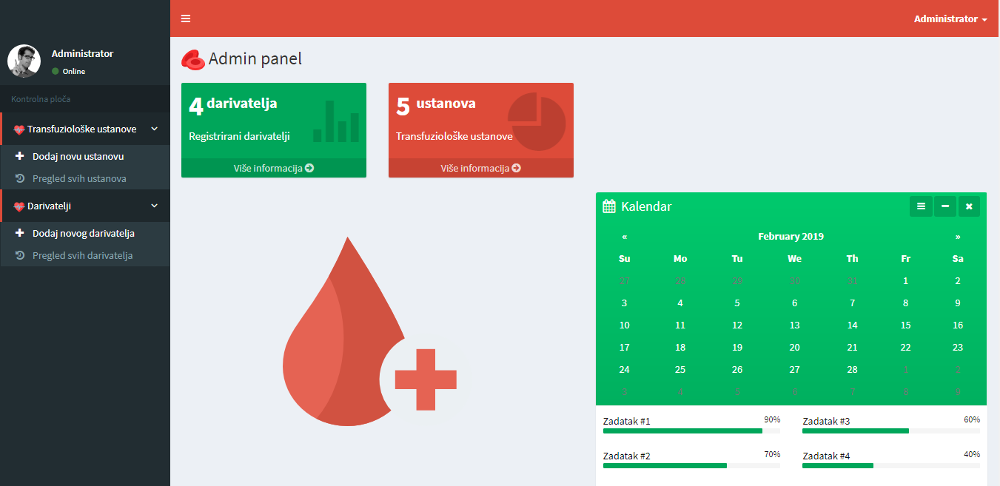 Administrator
Administrator
Online
Kontrolna ploča
Transfuziološke ustanove
Dodaj novu ustanovu
Pregled svih ustanova
Darivatelji
Dodaj novog darivatelja
Pregled svih darivatelja
Admin panel
4 darivatelja
Registrirani darivatelji
Više informacija
5 ustanova
Transfuziološke ustanove
Više informacija
Kalendar
« February 2019 »
Su Mo Tu We Th Fr Sa
27 28 29 30 31 1 2
3 4 5 6 7 8 9
10 11 12 13 14 15 16
17 18 19 20 21 22 23
24 25 26 27 28 1 2
3 4 5 6 7 8 9
Zadatak #1 90%
Zadatak #3 60%
Zadatak #2 70%
Zadatak #4 40%